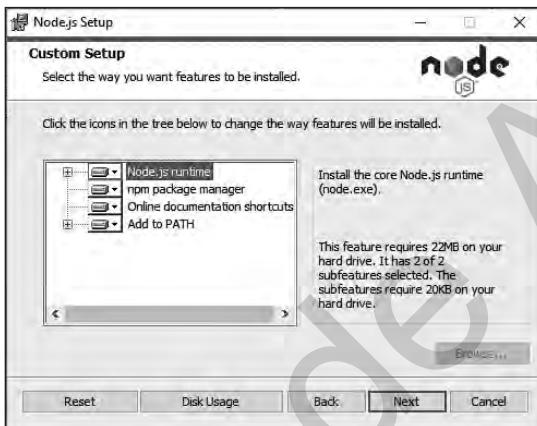 Node.js Setup
Custom Setup
Select the way you want features to be installed.
node
JS
Click the icons in the tree below to change the way features will be installed.
Node.js runtime
npm package manager
Online documentation shortcuts
Add to PATH
Install the core Node.js runtime
(node.exe).
This feature requires 22MB on your
hard drive. It has 2 of 2
subfeatures selected. The
subfeatures require 20KB on your
hard drive.
Browse...
Reset
Disk Usage
Back
Next
Cancel